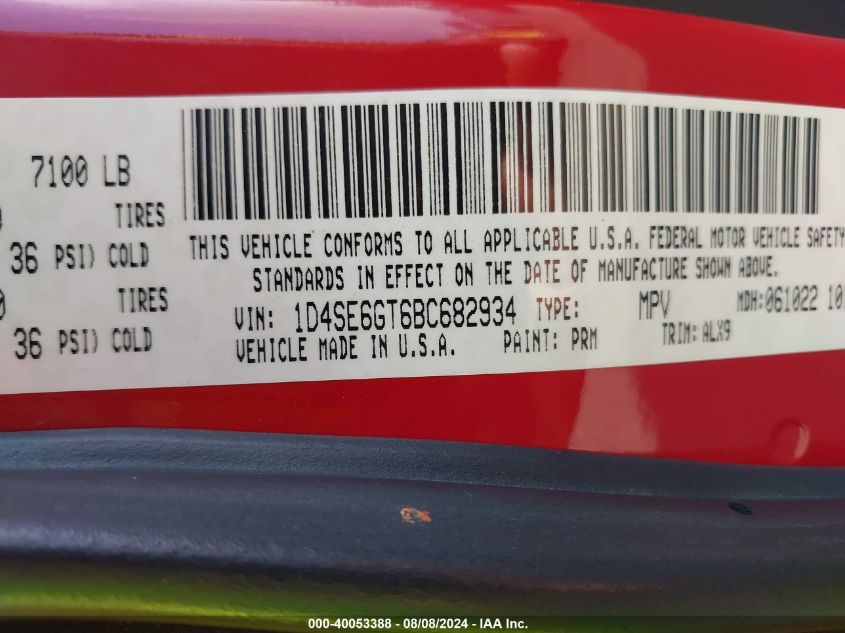 7100 LB
TIRES
36 PSI) COLD
TIRES
36 PSI) COLD
THIS VEHICLE CONFORMS TO ALL APPLICABLE U.S.A. FEDERAL MOTOR VEHICLE SAFETY
STANDARDS IN EFFECT ON THE DATE OF MANUFACTURE SHOWN ABOVE.
VIN: 1D4SE6GT6BC682934 TYPE: MPV MDH: 061022 10
VEHICLE MADE IN U.S.A. PAINT: PRM TRIM: ALX9
000-40053388 - 08/08/2024 - IAA Inc.